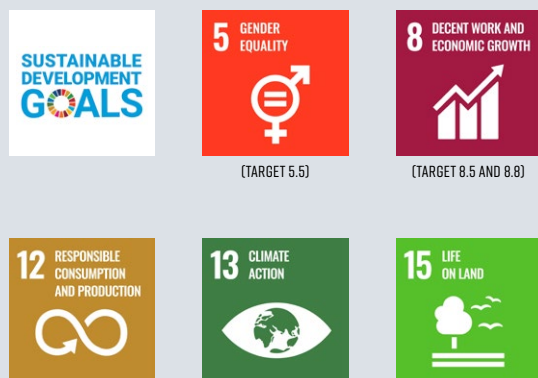 SUSTAINABLE
DEVELOPMENT
GOALS
5 GENDER
EQUALITY
(TARGET 5.5)
8 DECENT WORK AND
ECONOMIC GROWTH
(TARGET 8.5 AND 8.8)
12 RESPONSIBLE
CONSUMPTION
AND PRODUCTION
13 CLIMATE
ACTION
15 LIFE
ON LAND